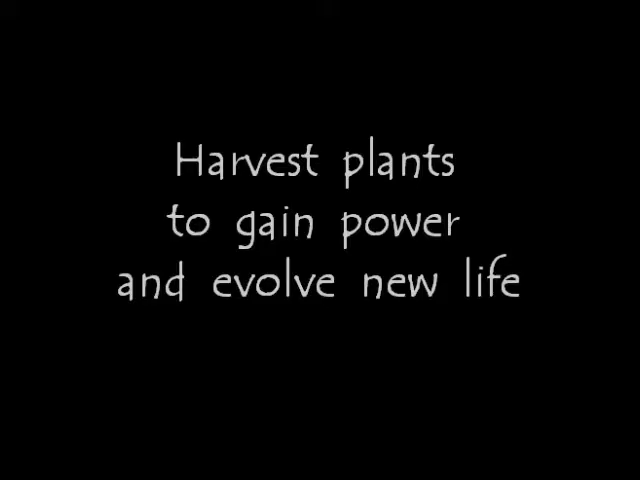 Harvest plants
to gain power
and evolve new life